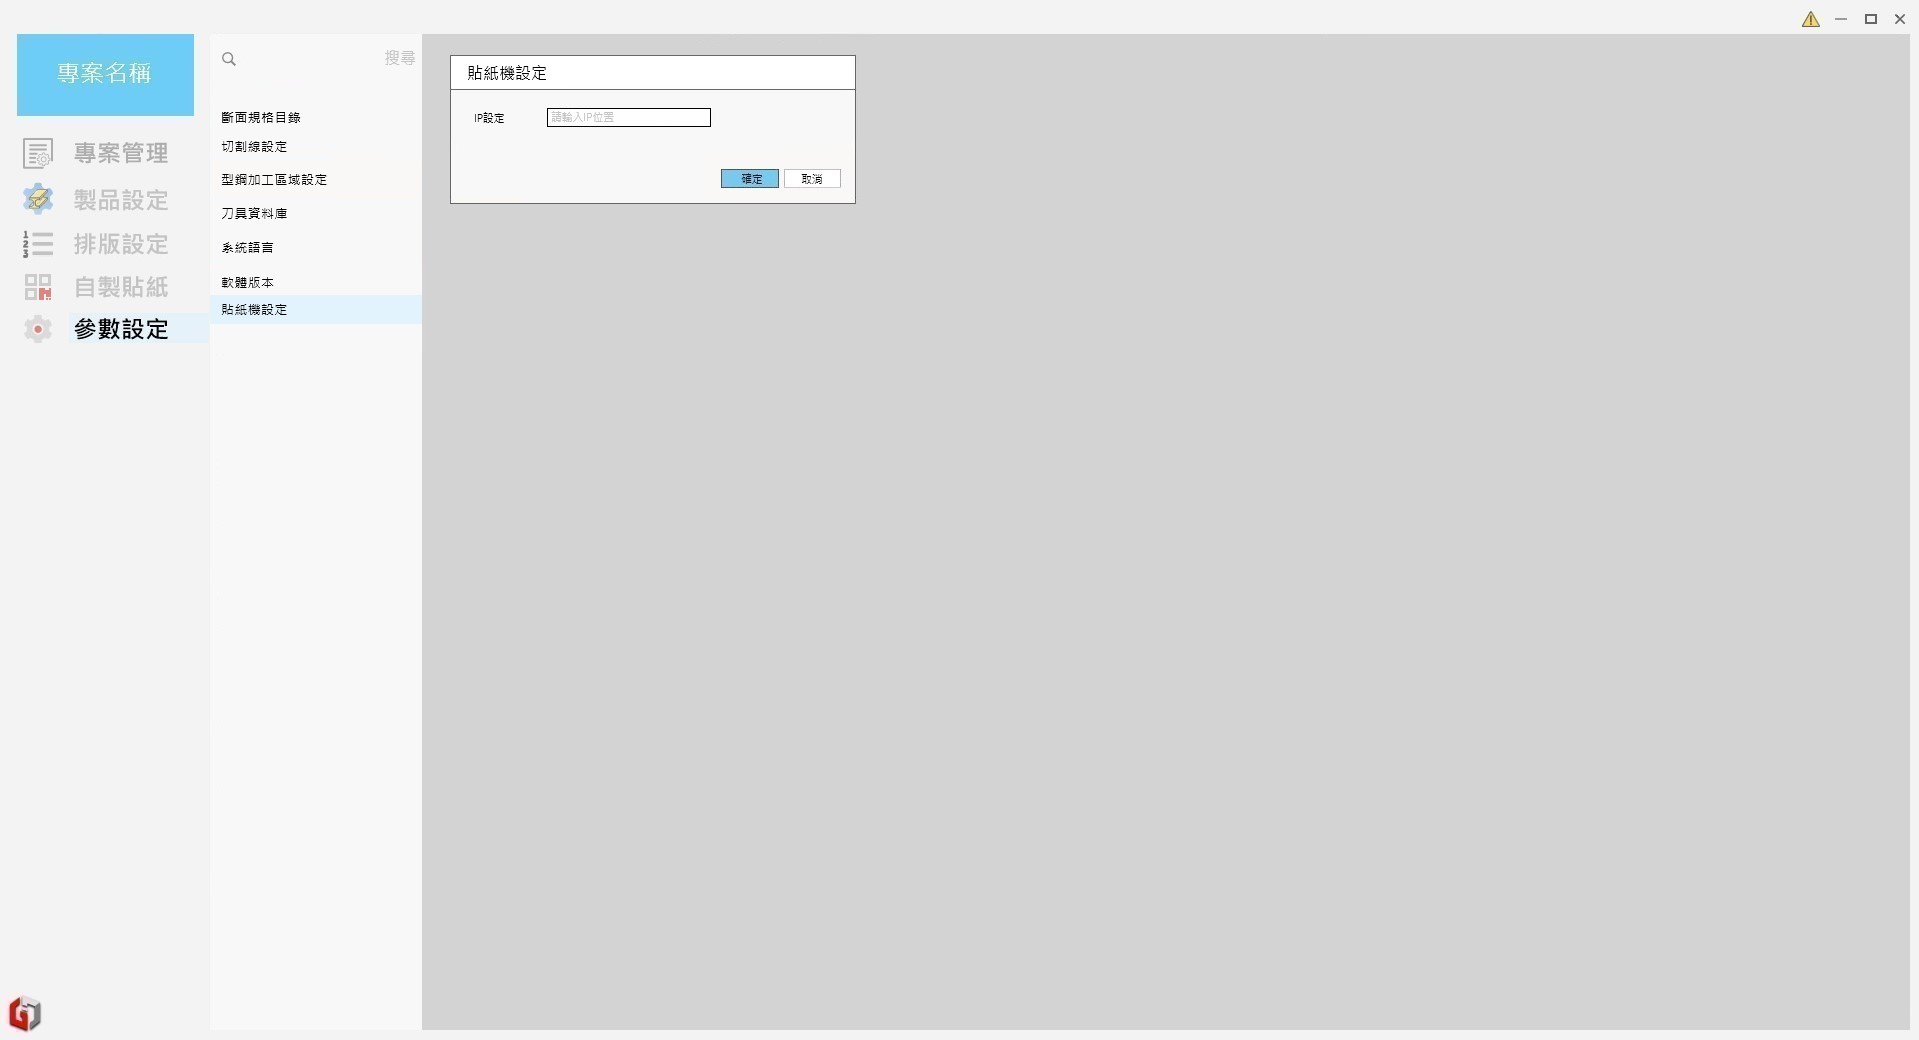 專案名稱
專案管理
製品設定
排版設定
自製貼紙
參數設定
搜尋
斷面規格目錄
切割線設定
型鋼加工區域設定
刀具資料庫
系統語言
軟體版本
貼紙機設定
貼紙機設定
IP設定
請輸入IP位置
確定
取消